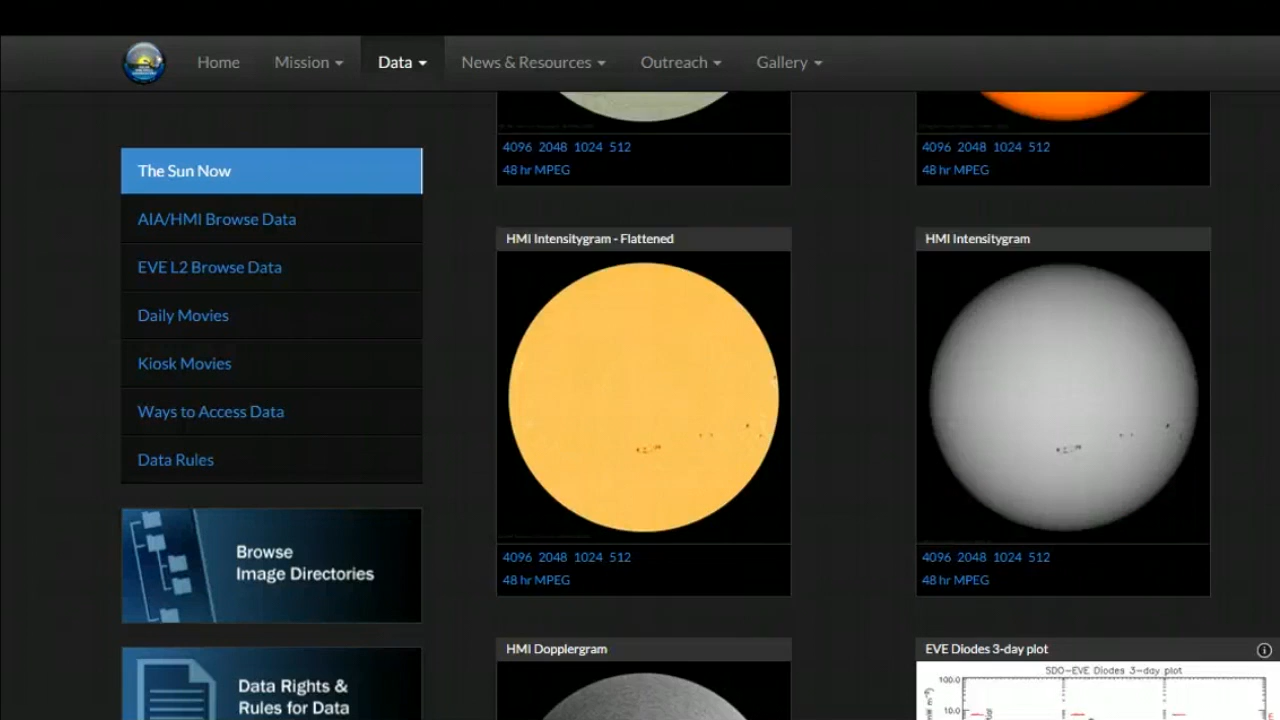 Home Mission Data News & Resources Outreach Gallery
The Sun Now
AIA/HMI Browse Data
EVE L2 Browse Data
Daily Movies
Kiosk Movies
Ways to Access Data
Data Rules
Browse
Image Directories
Data Rights &
Rules for Data
4096 2048 1024 512
48 hr MPEG
4096 2048 1024 512
48 hr MPEG
HMI Intensitygram - Flattened
4096 2048 1024 512
48 hr MPEG
HMI Intensitygram
4096 2048 1024 512
48 hr MPEG
HMI Dopplergram
EVE Diodes 3-day plot
SDO-EVE Diodes 3-day plot
100.0
10.0